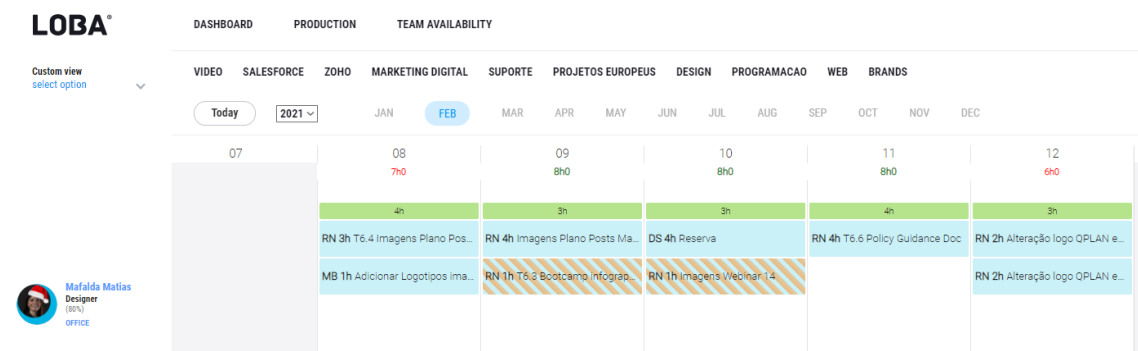 LOBA®
DASHBOARD PRODUCTION TEAM AVAILABILITY
Custom view
select option
VIDEO SALESFORCE ZOHO MARKETING DIGITAL SUPORTE PROJETOS EUROPEUS DESIGN PROGRAMACAO WEB BRANDS
Today 2021 JAN FEB MAR APR MAY JUN JUL AUG SEP OCT NOV DEC
07 08 09 10 11 12
7h0 8h0 8h0 8h0 6h0
4h 3h 3h 4h 3h
RN 3h T6.4 Imagens Plano Pos... RN 4h Imagens Plano Posts Ma... DS 4h Reserva RN 4h T6.6 Policy Guidance Doc RN 2h Alteração logo QPLAN e...
MB 1h Adicionar Logotipos ima... RN 1h T6.3 Bootcamp infograp... RN 1h Imagens Webinar 14 RN 2h Alteração logo QPLAN e...
Mafalda Matias
Designer
(80%)
OFFICE